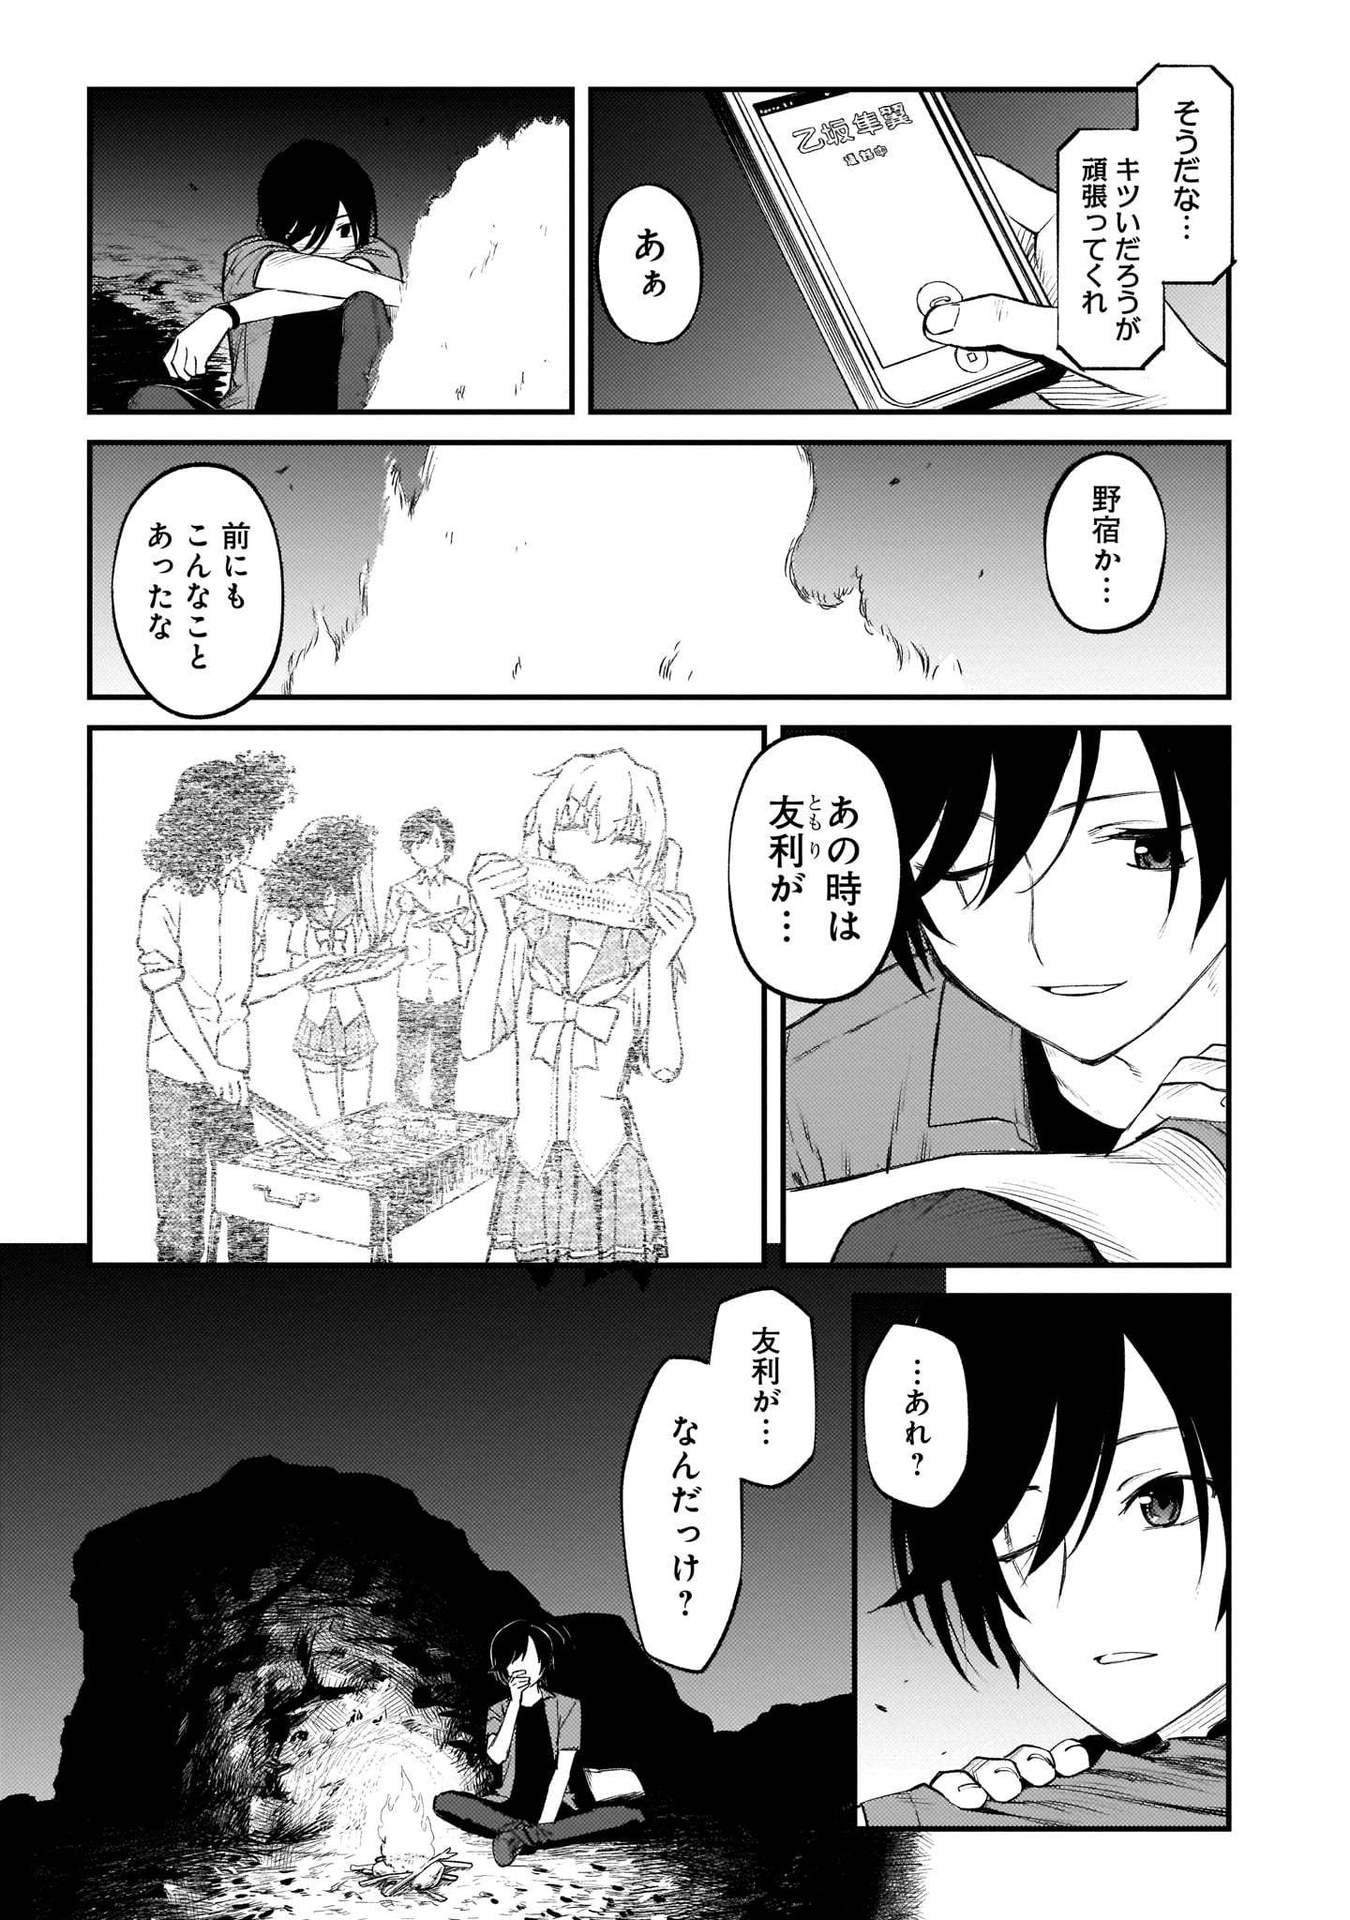 そうだな…
キツいだろうが
頑張ってくれ
乙坂隼翼
通話中
あぁ
野宿か…
前にも
こんなこと
あったな
あの時は
友利が…
ともり
…あれ?
友利が…
なんだっけ?